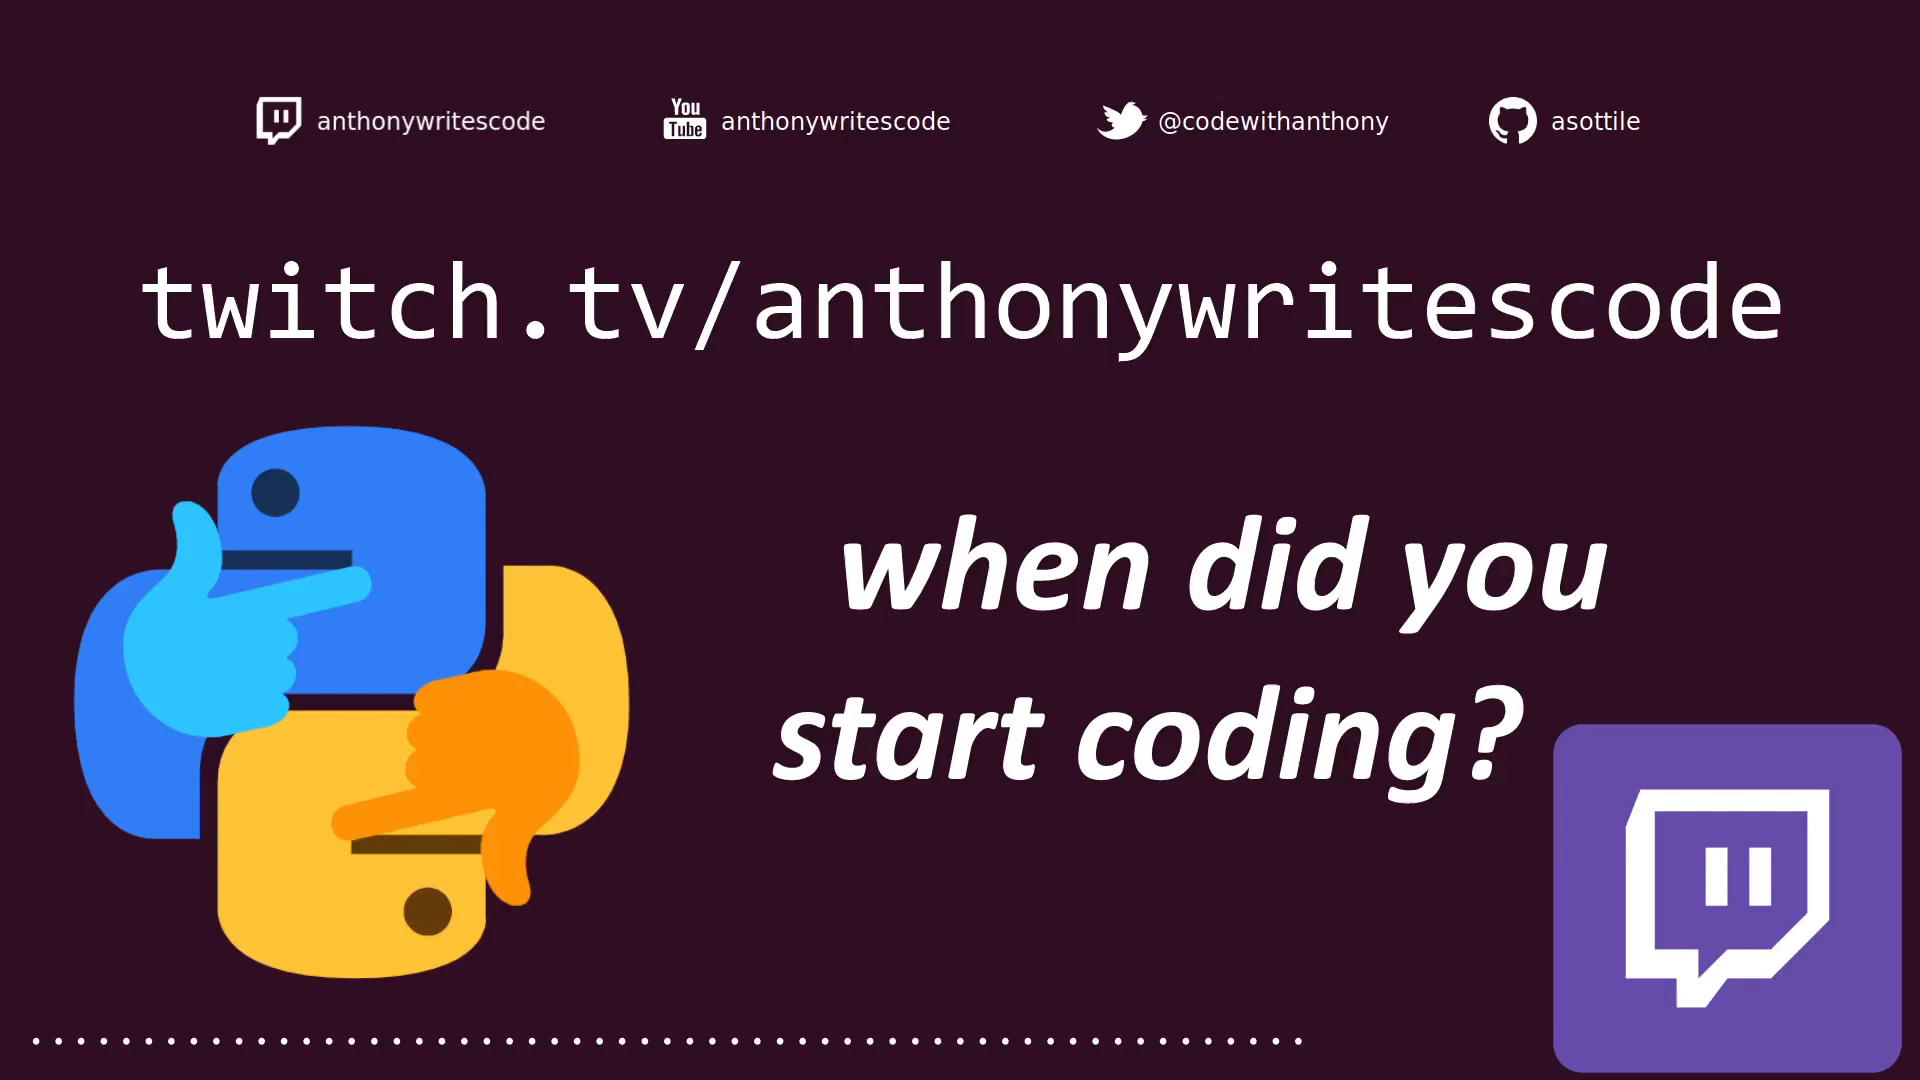 anthonywritescode
You Tube anthonywritescode
@codewithanthony
asottile
twitch.tv/anthonywritescode
when did you
start coding?